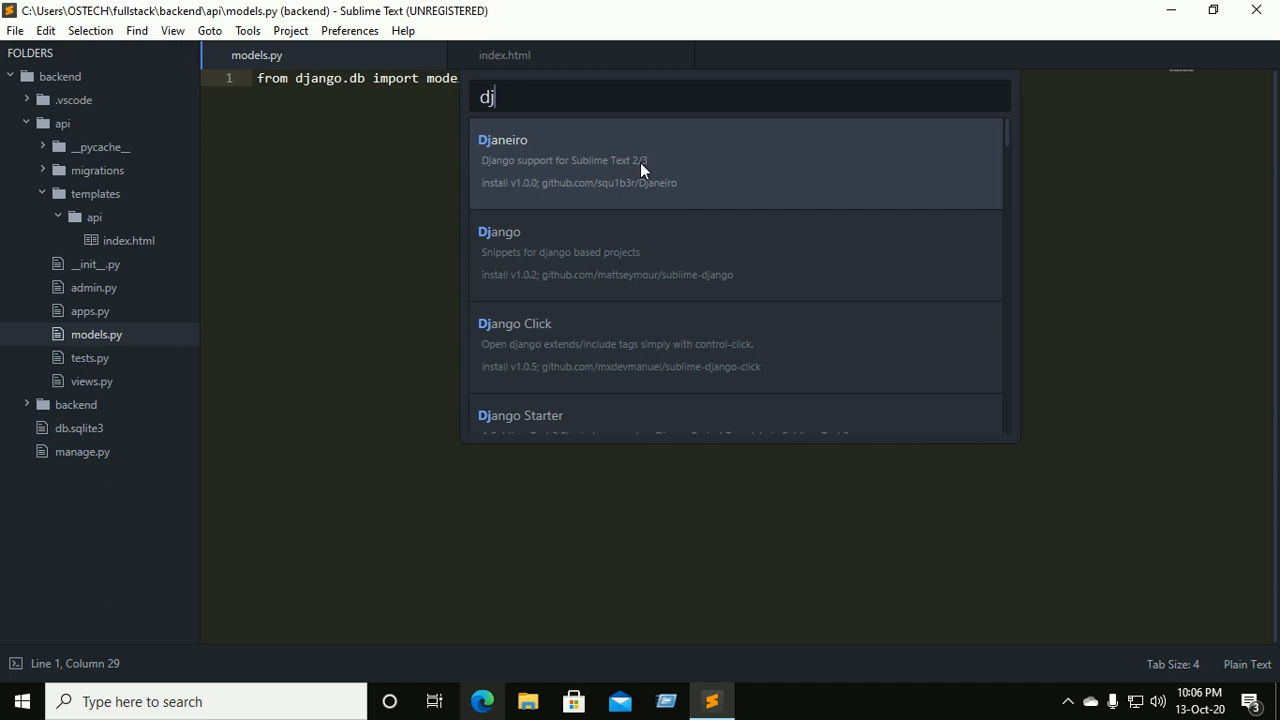 C:\Users\OSTECH\fullstack\backend\api\models.py (backend) - Sublime Text (UNREGISTERED)
File Edit Selection Find View Goto Tools Project Preferences Help
FOLDERS
models.py
index.html
backend
.vscode
api
__pycache__
migrations
templates
api
index.html
__init__.py
admin.py
apps.py
models.py
tests.py
views.py
backend
db.sqlite3
manage.py
1 from django.db import mode
dj
Djaneiro
Django support for Sublime Text 2/3
install v1.0.0; github.com/squ1b3r/Djaneiro
Django
Snippets for django based projects
install v1.0.2; github.com/mattseymour/sublime-django
Django Click
Open django extends/include tags simply with control-click.
install v1.0.5; github.com/mxdevmanuel/sublime-django-click
Django Starter
Line 1, Column 29
Tab Size: 4
Plain Text
Type here to search
10:06 PM
13-Oct-20
3